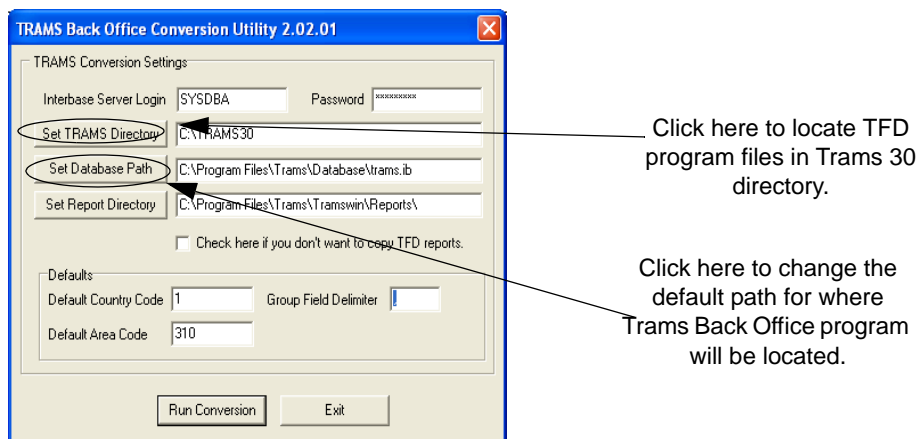 TRAMS Back Office Conversion Utility 2.02.01
TRAMS Conversion Settings
Interbase Server Login SYSDBA Password *********
Set TRAMS Directory C:\TRAMS30
Set Database Path C:\Program Files\Trams\Database\trams.ib
Set Report Directory C:\Program Files\Trams\Tramswin\Reports\
Check here if you don't want to copy TFD reports.
Defaults
Default Country Code 1 Group Field Delimiter
Default Area Code 310
Run Conversion Exit
Click here to locate TFD
program files in Trams 30
directory.
Click here to change the
default path for where
Trams Back Office program
will be located.